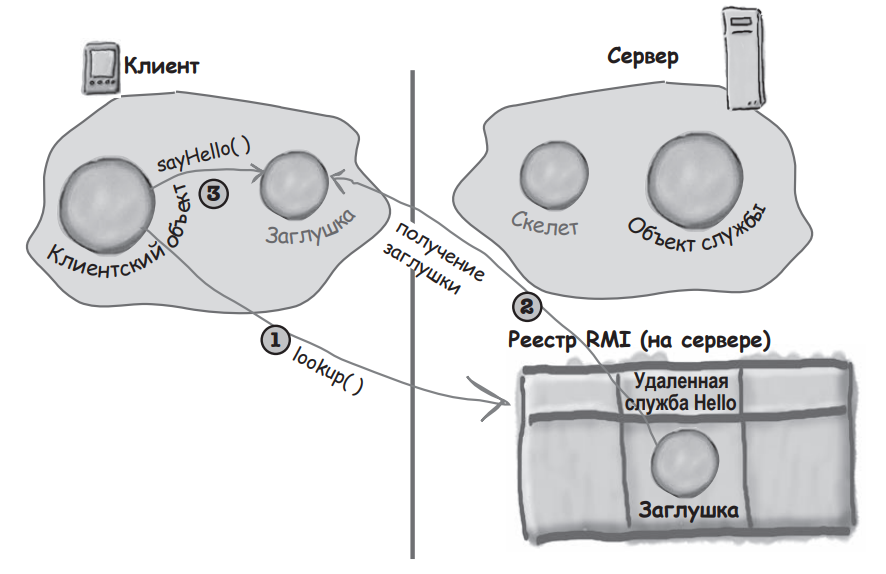 Клиент
Сервер
sayHello( )
3
Клиентский объект
Заглушка
Скелет
Объект службы
получение
заглушки
2
1
lookup( )
Реестр RMI (на сервере)
Удаленная
служба Hello
Заглушка